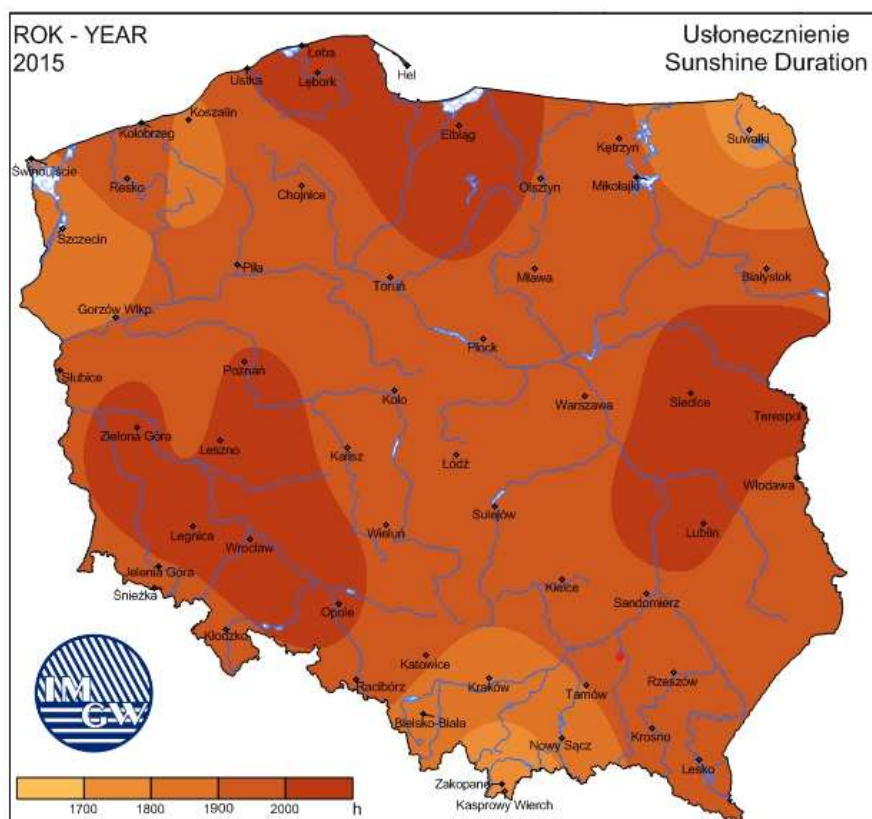 ROK - YEAR
2015
Usłonecznienie
Sunshine Duration
Łeba
Hel
Ustka
Lębork
Koszalin
Kołobrzeg
Elbląg
Kętrzyn
Suwałki
Świnoujście
Resko
Chojnice
Olsztyn
Mikołajki
Szczecin
Piła
Toruń
Mława
Białystok
Gorzów Wlkp.
Płock
Słubice
Poznań
Koło
Warszawa
Siedlce
Terespol
Zielona Góra
Leszno
Kalisz
Łódź
Włodawa
Sulejów
Legnica
Wrocław
Wieluń
Lublin
Jelenia Góra
Śnieżka
Kielce
Sandomierz
Opole
Kłodzko
Katowice
Racibórz
Kraków
Tarnów
Rzeszów
Bielsko-Biała
Nowy Sącz
Krosno
Lesko
Zakopane
Kasprowy Wierch
IM
GW
1700 1800 1900 2000 h